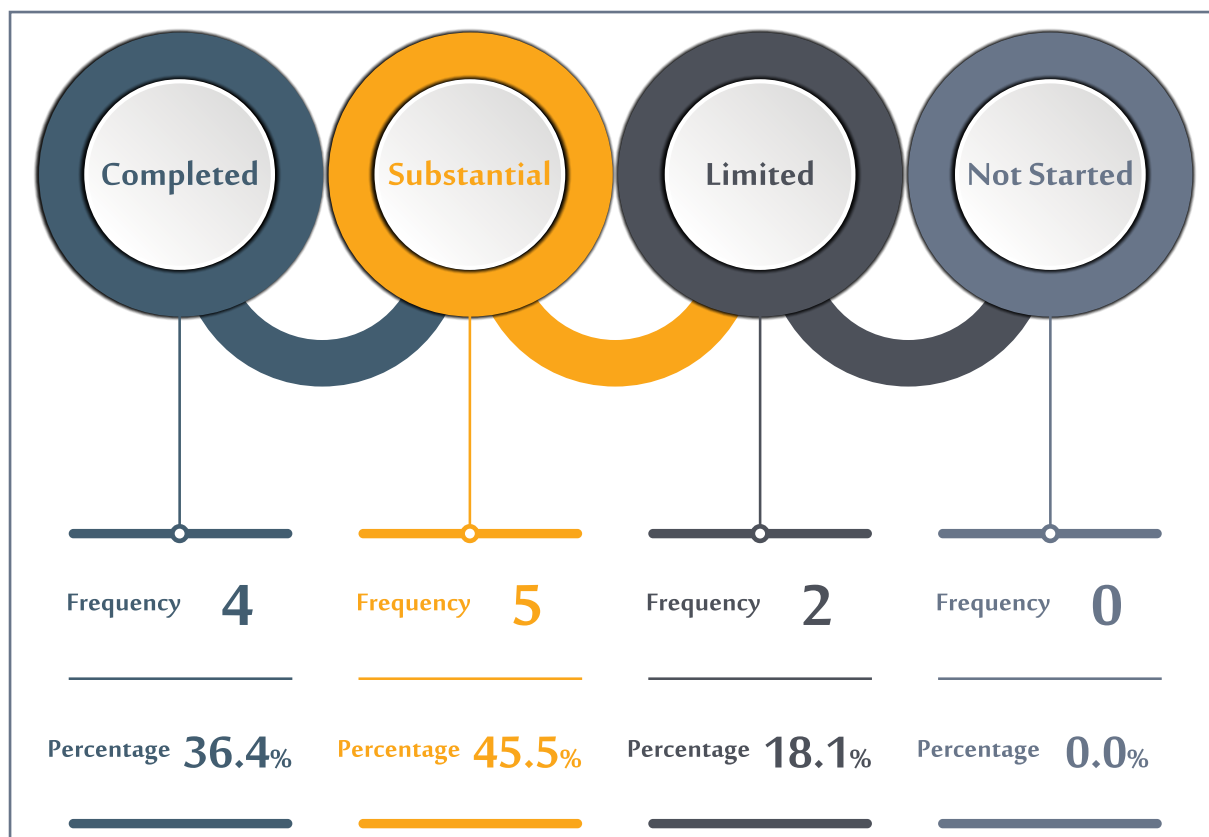 Completed
Substantial
Limited
Not Started
Frequency 4
Frequency 5
Frequency 2
Frequency 0
Percentage 36.4%
Percentage 45.5%
Percentage 18.1%
Percentage 0.0%